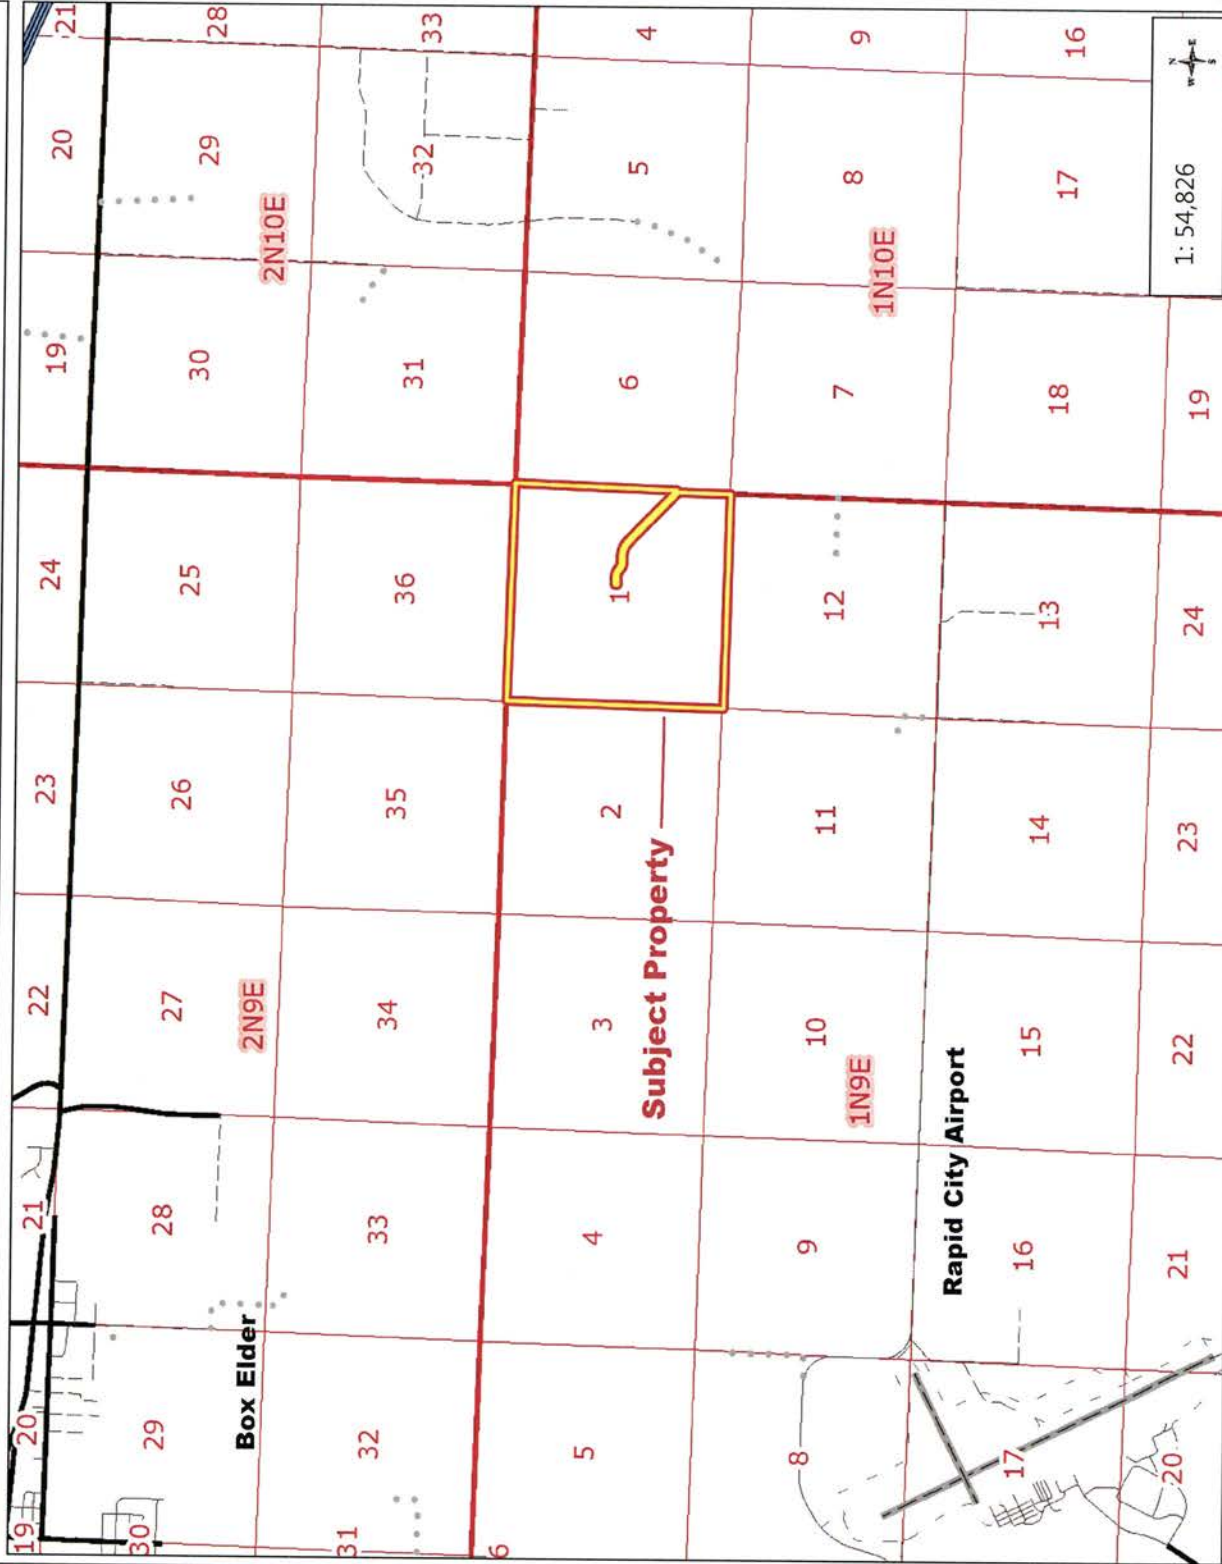 19 20 21 22 23 24 19 20 21
30 29 28 27 26 25 30 29 28
Box Elder 2N9E 2N10E
31 32 33 34 35 36 31 32 33
6 5 4 3 2 1 6 5 4
Subject Property
8 9 10 11 12 7 8 9
1N9E 1N10E
Rapid City Airport
17 16 15 14 13 18 17 16
20 21 22 23 24 19
1: 54,826
N
W E
S